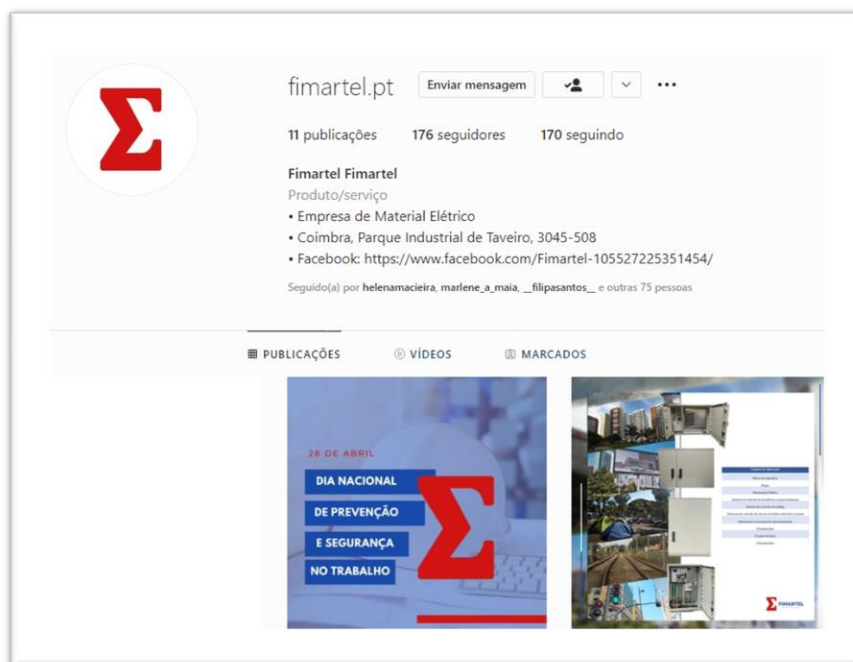 fimartel.pt Enviar mensagem
11 publicações 176 seguidores 170 seguindo
Fimartel Fimartel
Produto/serviço
• Empresa de Material Elétrico
• Coimbra, Parque Industrial de Taveiro, 3045-508
• Facebook: https://www.facebook.com/Fimartel-105527225351454/
Seguido(a) por helenamacieira, marlene_a_maia, __filipasantos__ e outras 75 pessoas
PUBLICAÇÕES VÍDEOS MARCADOS
28 DE ABRIL
DIA NACIONAL
DE PREVENÇÃO
E SEGURANÇA
NO TRABALHO
FIMARTEL